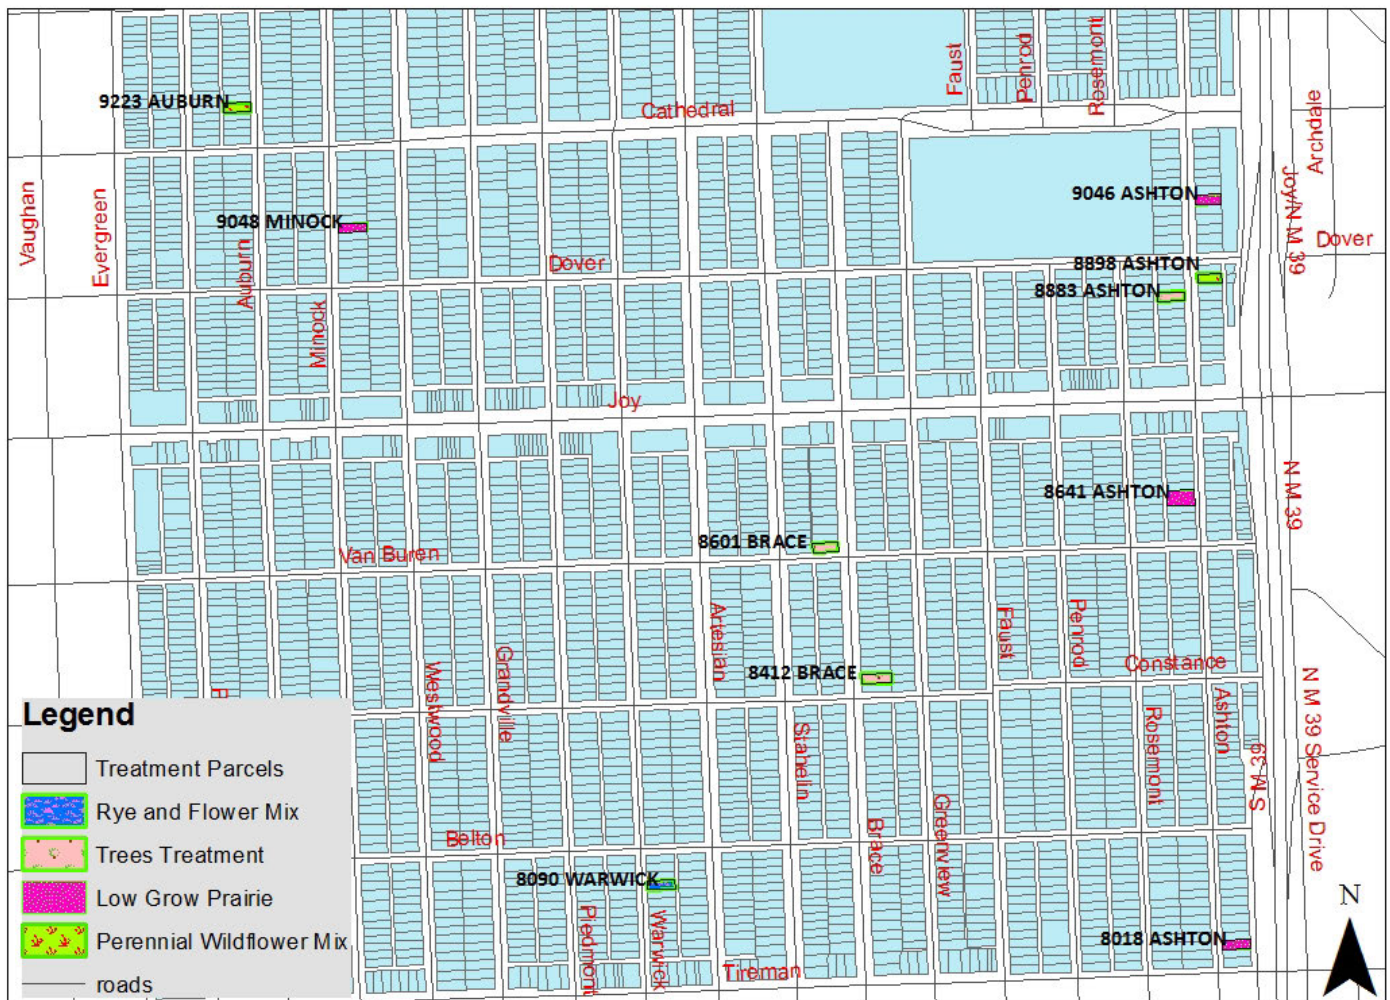 Faust
Penrod
Rosemont
9223 AUBURN
Cathedral
Archdale
Vaughan
Evergreen
9048 MINOCK
9046 ASHTON
Joy/N M 39
Dover
Auburn
Dover
8898 ASHTON
8883 ASHTON
Minock
Joy
8641 ASHTON
N M 39
8601 BRACE
Van Buren
Artesian
Faust
Penrod
Constance
8412 BRACE
Westwood
Grandville
Stahelin
Rosemont
Ashton
S M 39
N M 39 Service Drive
Belton
Brace
Greenview
8090 WARWICK
Piedmont
Warwick
8018 ASHTON
Tireman
N
Legend
Treatment Parcels
Rye and Flower Mix
Trees Treatment
Low Grow Prairie
Perennial Wildflower Mix
roads